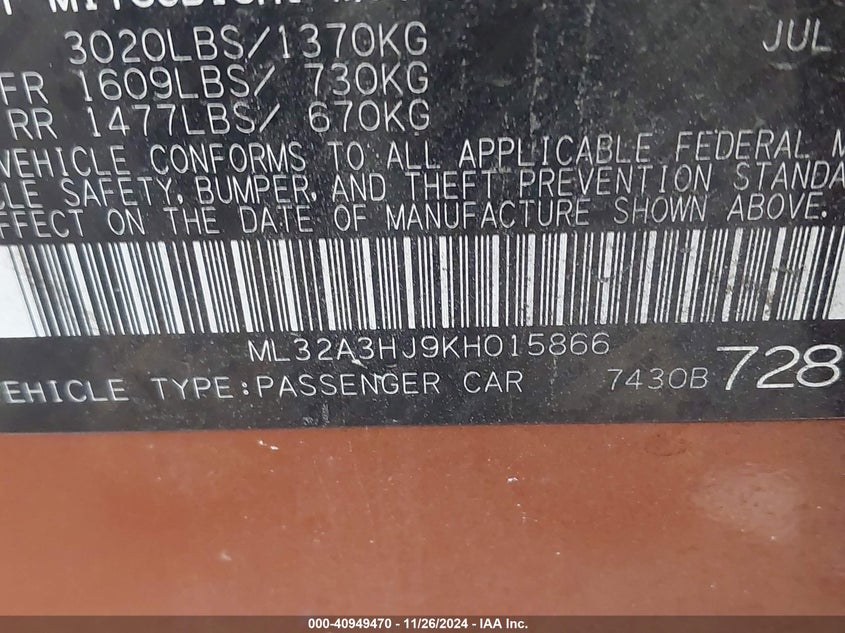 3020LBS/1370KG JUL
FR 1609LBS/ 730KG
RR 1477LBS/ 670KG
VEHICLE CONFORMS TO ALL APPLICABLE FEDERAL M
CLE SAFETY, BUMPER, AND THEFT PREVENTION STANDA
FFECT ON THE DATE OF MANUFACTURE SHOWN ABOVE.
ML32A3HJ9KH015866
EHICLE TYPE:PASSENGER CAR 7430B 728
000-40949470 - 11/26/2024 - IAA Inc.